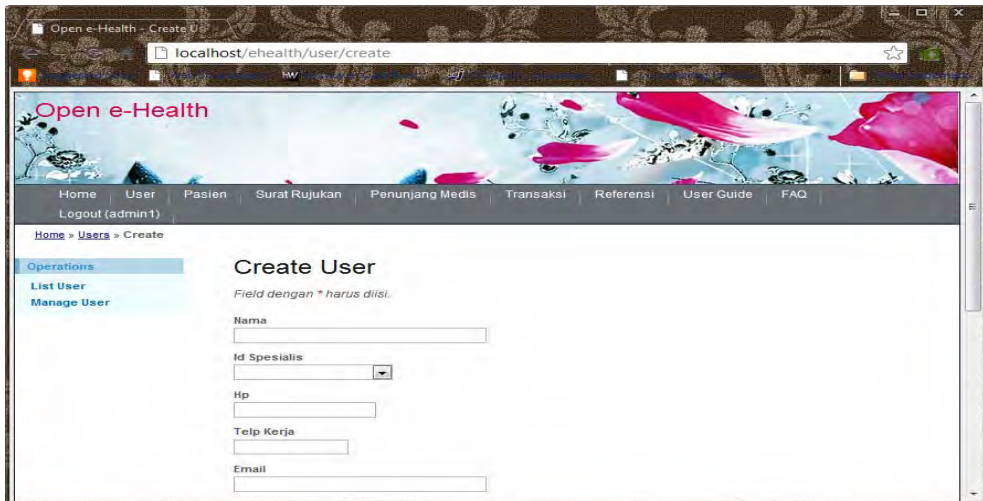 Open e-Health - Create Us
localhost/ehealth/user/create
Open e-Health
Home User Pasien Surat Rujukan Penunjang Medis Transaksi Referensi User Guide FAQ
Logout (admin1)
Home » Users » Create
Operations
List User
Manage User
Create User
Field dengan * harus diisi.
Nama
Id Spesialis
Hp
Telp Kerja
Email